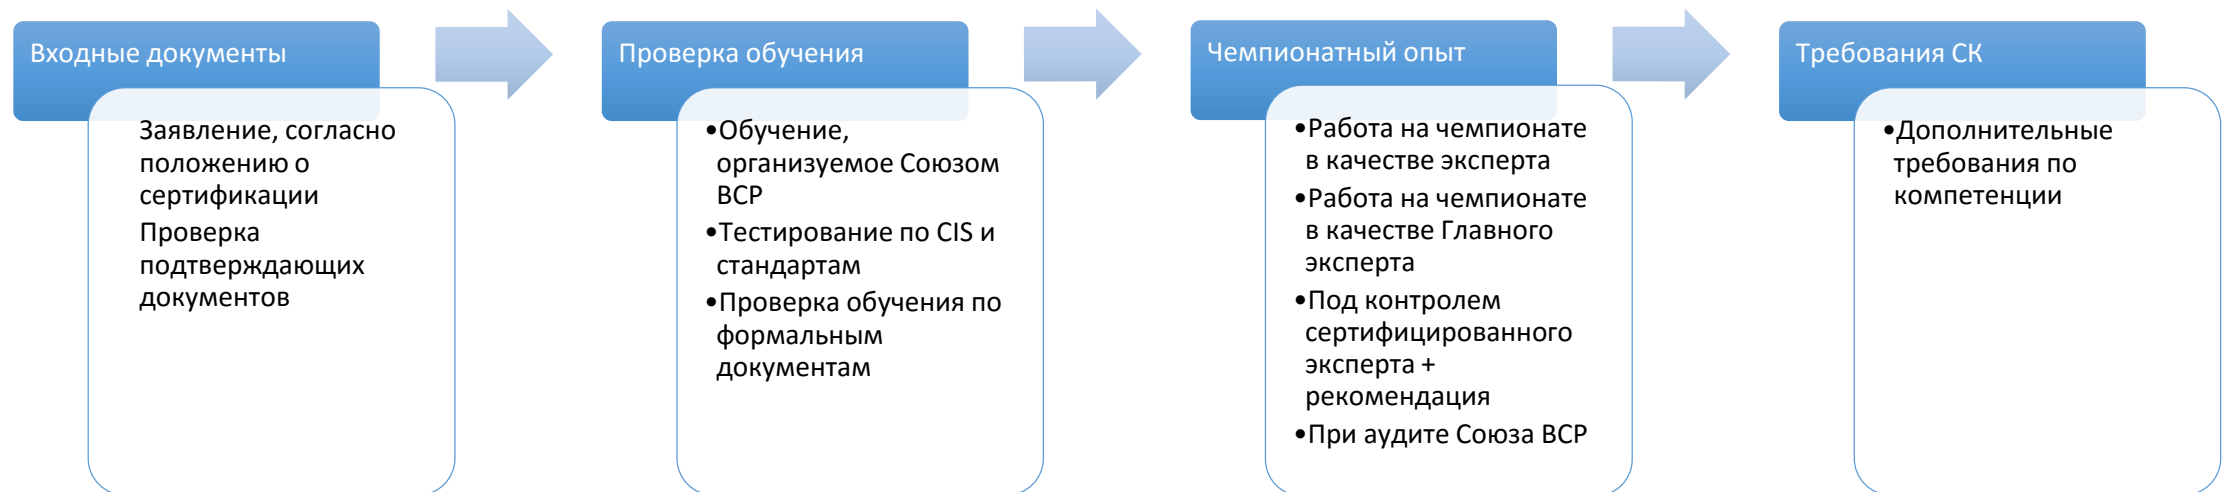 Входные документы
Заявление, согласно
положению о
сертификации
Проверка
подтверждающих
документов
Проверка обучения
•Обучение,
организуемое Союзом
ВСР
•Тестирование по CIS и
стандартам
•Проверка обучения по
формальным
документам
Чемпионатный опыт
•Работа на чемпионате
в качестве эксперта
•Работа на чемпионате
в качестве Главного
эксперта
•Под контролем
сертифицированного
эксперта +
рекомендация
•При аудите Союза ВСР
Требования СК
•Дополнительные
требования по
компетенции